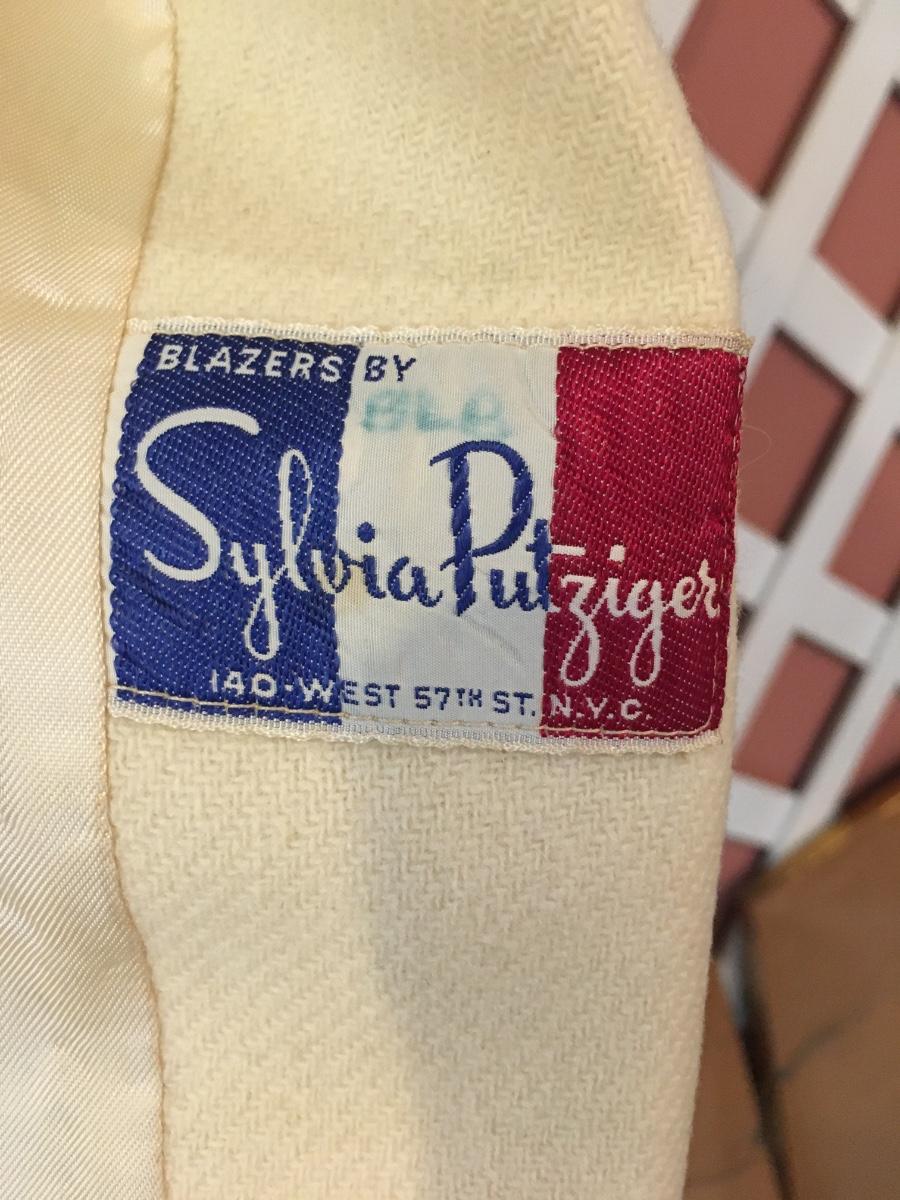 BLAZERS BY
Sylvia Putziger
140-WEST 57TH ST. N.Y.C.